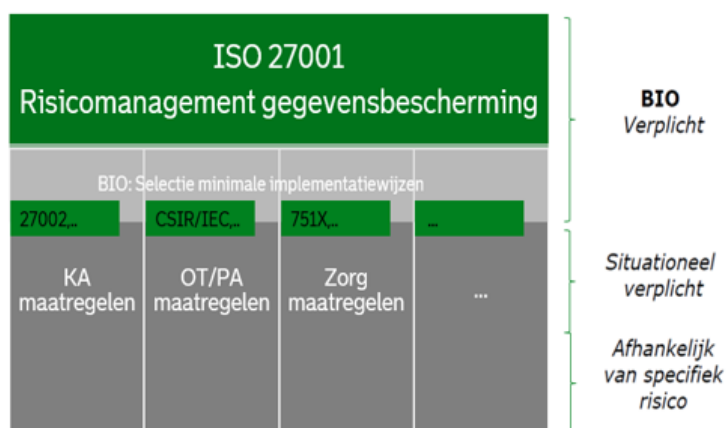 ISO 27001
Risicomanagement gegevensbescherming
BIO: Selectie minimale implementatiewijzen
27002,..
CSIR/IEC,..
751X,..
..
KA
maatregelen
OT/PA
maatregelen
Zorg
maatregelen
...
BIO
Verplicht
Situationeel
verplicht
Afhankelijk
van specifiek
risico